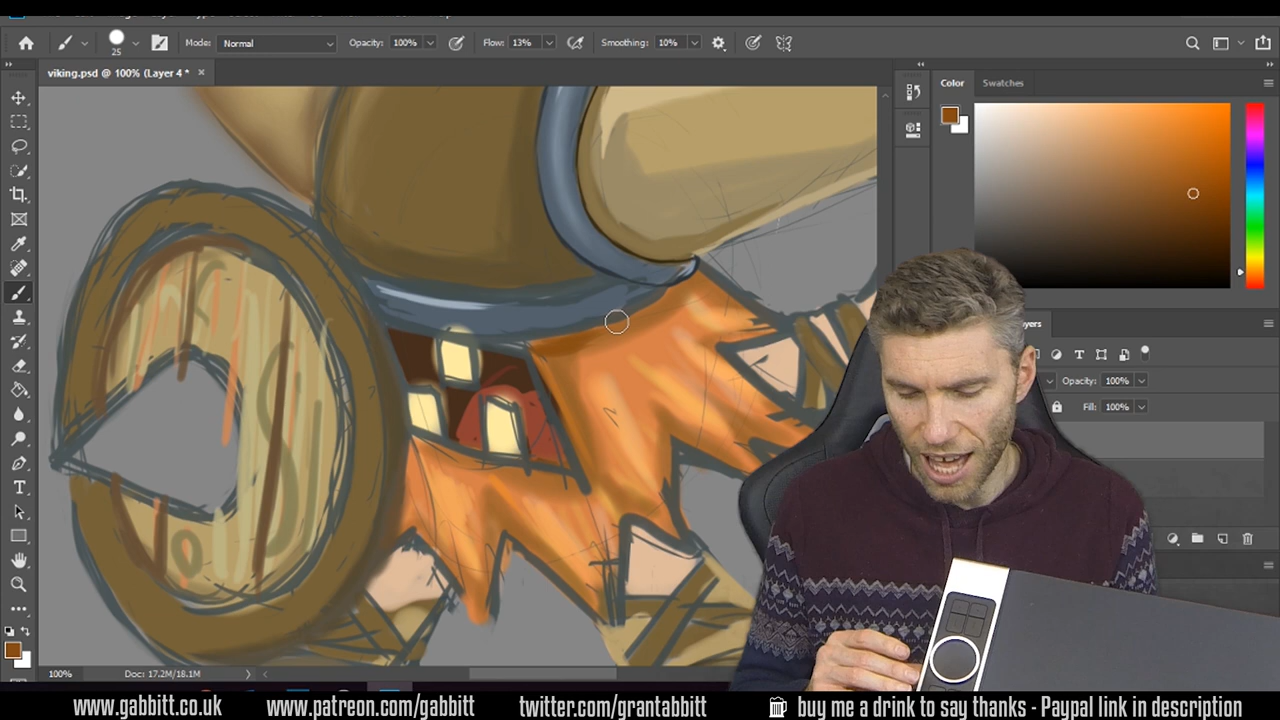 25
Mode: Normal
Opacity: 100%
Flow: 13%
Smoothing: 10%
viking.psd @ 100% (Layer 4 *
Color
Swatches
Opacity: 100%
Fill: 100%
100%
Doc: 17.2M/18.1M
www.gabbitt.co.uk
www.patreon.com/gabbitt
twitter.com/grantabbitt
buy me a drink to say thanks - Paypal link in description